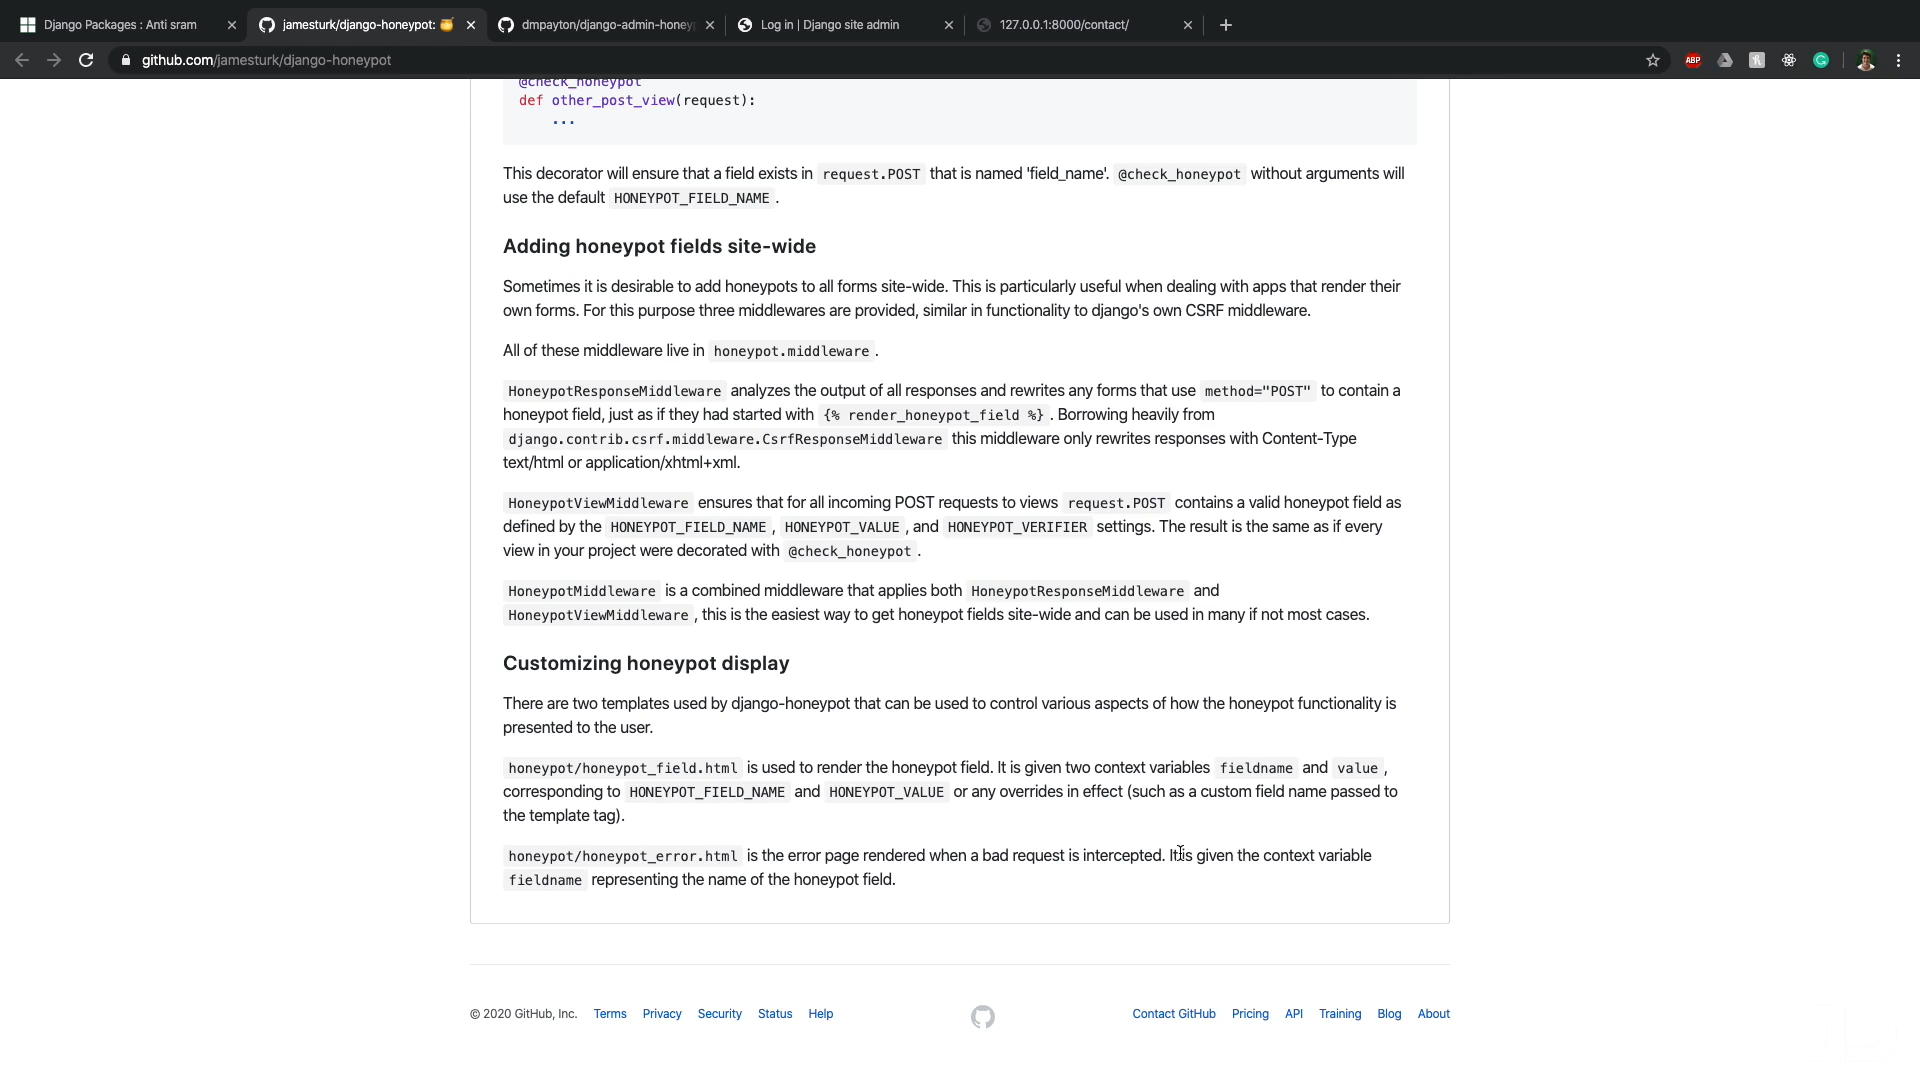 Django Packages : Anti sram
jamesturk/django-honeypot: 🍯
dmpayton/django-admin-honey
Log in | Django site admin
127.0.0.1:8000/contact/
github.com/jamesturk/django-honeypot
ABP
@check_honeypot
def other_post_view(request):
...
This decorator will ensure that a field exists in request.POST that is named 'field_name'. @check_honeypot without arguments will
use the default HONEYPOT_FIELD_NAME .
Adding honeypot fields site-wide
Sometimes it is desirable to add honeypots to all forms site-wide. This is particularly useful when dealing with apps that render their
own forms. For this purpose three middlewares are provided, similar in functionality to django's own CSRF middleware.
All of these middleware live in honeypot.middleware .
HoneypotResponseMiddleware analyzes the output of all responses and rewrites any forms that use method="POST" to contain a
honeypot field, just as if they had started with {% render_honeypot_field %} . Borrowing heavily from
django.contrib.csrf.middleware.CsrfResponseMiddleware this middleware only rewrites responses with Content-Type
text/html or application/xhtml+xml.
HoneypotViewMiddleware ensures that for all incoming POST requests to views request.POST contains a valid honeypot field as
defined by the HONEYPOT_FIELD_NAME , HONEYPOT_VALUE , and HONEYPOT_VERIFIER settings. The result is the same as if every
view in your project were decorated with @check_honeypot .
HoneypotMiddleware is a combined middleware that applies both HoneypotResponseMiddleware and
HoneypotViewMiddleware , this is the easiest way to get honeypot fields site-wide and can be used in many if not most cases.
Customizing honeypot display
There are two templates used by django-honeypot that can be used to control various aspects of how the honeypot functionality is
presented to the user.
honeypot/honeypot_field.html is used to render the honeypot field. It is given two context variables fieldname and value ,
corresponding to HONEYPOT_FIELD_NAME and HONEYPOT_VALUE or any overrides in effect (such as a custom field name passed to
the template tag).
honeypot/honeypot_error.html is the error page rendered when a bad request is intercepted. It is given the context variable
fieldname representing the name of the honeypot field.
© 2020 GitHub, Inc. Terms Privacy Security Status Help
Contact GitHub Pricing API Training Blog About